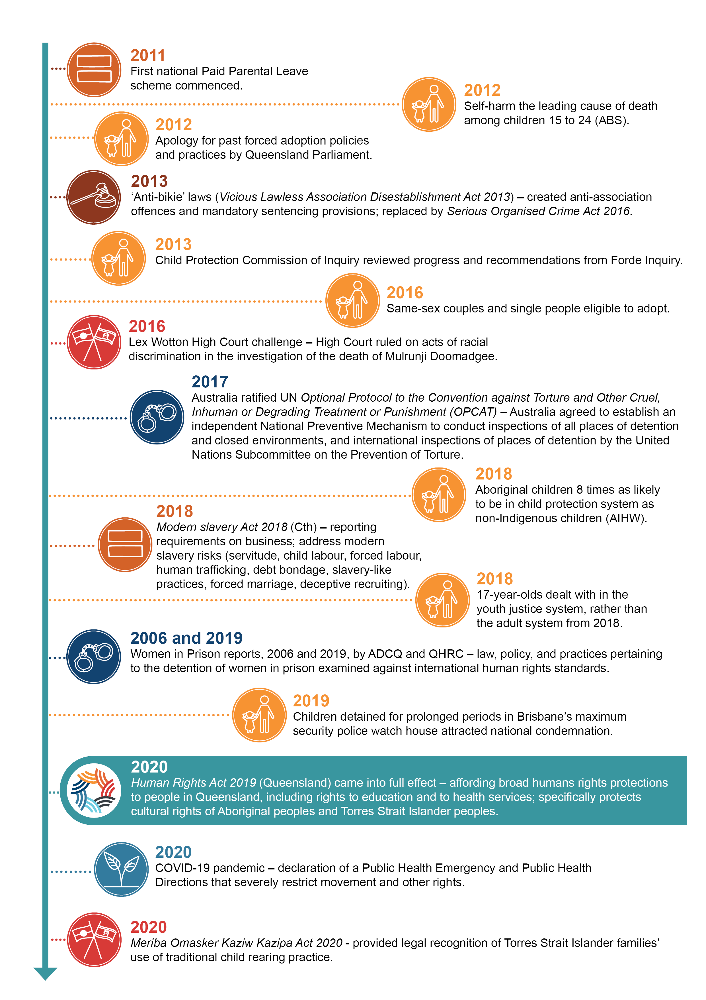 2011
First national Paid Parental Leave
scheme commenced.
2012
Self-harm the leading cause of death
among children 15 to 24 (ABS).
2012
Apology for past forced adoption policies
and practices by Queensland Parliament.
2013
‘Anti-bikie’ laws (Vicious Lawless Association Disestablishment Act 2013) – created anti-association
offences and mandatory sentencing provisions; replaced by Serious Organised Crime Act 2016.
2013
Child Protection Commission of Inquiry reviewed progress and recommendations from Forde Inquiry.
2016
Same-sex couples and single people eligible to adopt.
2016
Lex Wotton High Court challenge – High Court ruled on acts of racial
discrimination in the investigation of the death of Mulrunji Doomadgee.
2017
Australia ratified UN Optional Protocol to the Convention against Torture and Other Cruel,
Inhuman or Degrading Treatment or Punishment (OPCAT) – Australia agreed to establish an
independent National Preventive Mechanism to conduct inspections of all places of detention
and closed environments, and international inspections of places of detention by the United
Nations Subcommittee on the Prevention of Torture.
2018
Aboriginal children 8 times as likely
to be in child protection system as
non-Indigenous children (AIHW).
2018
Modern slavery Act 2018 (Cth) – reporting
requirements on business; address modern
slavery risks (servitude, child labour, forced labour,
human trafficking, debt bondage, slavery-like
practices, forced marriage, deceptive recruiting).
2018
17-year-olds dealt with in the
youth justice system, rather than
the adult system from 2018.
2006 and 2019
Women in Prison reports, 2006 and 2019, by ADCQ and QHRC – law, policy, and practices pertaining
to the detention of women in prison examined against international human rights standards.
2019
Children detained for prolonged periods in Brisbane’s maximum
security police watch house attracted national condemnation.
2020
Human Rights Act 2019 (Queensland) came into full effect – affording broad humans rights protections
to people in Queensland, including rights to education and to health services; specifically protects
cultural rights of Aboriginal peoples and Torres Strait Islander peoples.
2020
COVID-19 pandemic – declaration of a Public Health Emergency and Public Health
Directions that severely restrict movement and other rights.
2020
Meriba Omasker Kaziw Kazipa Act 2020 - provided legal recognition of Torres Strait Islander families’
use of traditional child rearing practice.